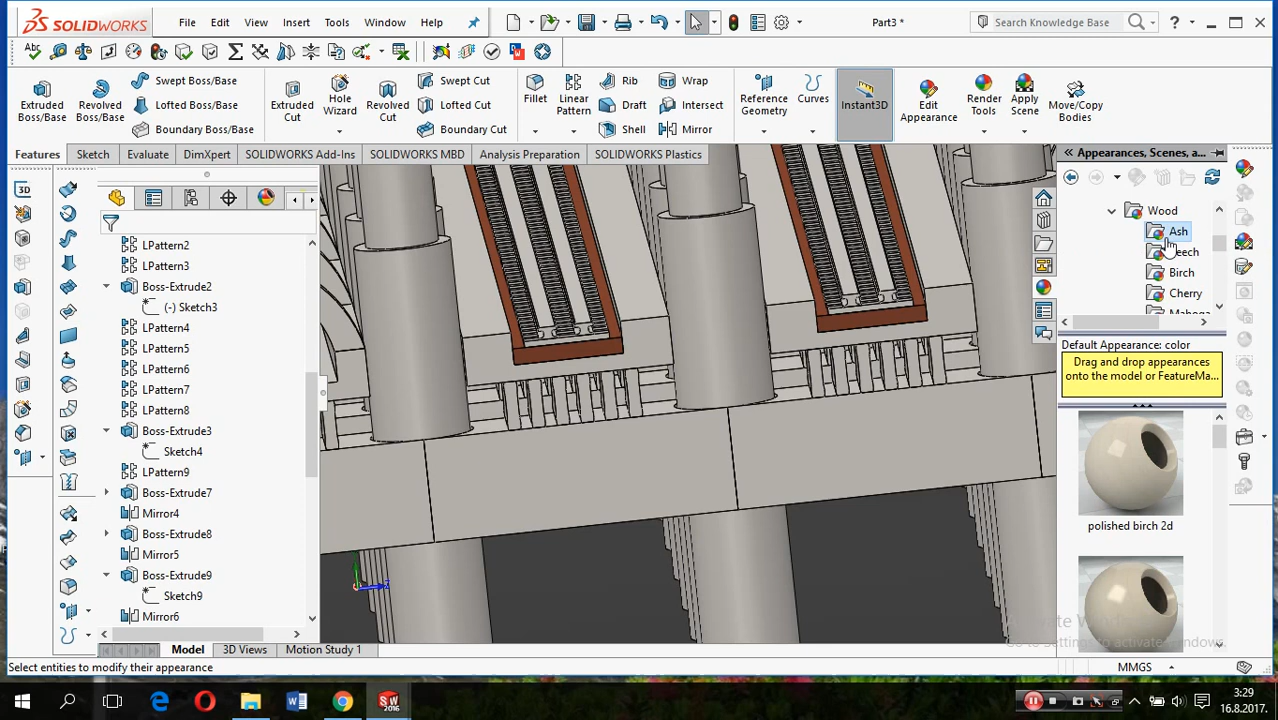 SOLIDWORKS
File Edit View Insert Tools Window Help
Part3 *
Search Knowledge Base
Extruded Boss/Base
Revolved Boss/Base
Swept Boss/Base
Lofted Boss/Base
Boundary Boss/Base
Extruded Cut
Hole Wizard
Revolved Cut
Swept Cut
Lofted Cut
Boundary Cut
Fillet
Linear Pattern
Rib
Draft
Shell
Wrap
Intersect
Mirror
Reference Geometry
Curves
Instant3D
Edit Appearance
Render Tools
Apply Scene
Move/Copy Bodies
Features Sketch Evaluate DimXpert SOLIDWORKS Add-Ins SOLIDWORKS MBD Analysis Preparation SOLIDWORKS Plastics
LPattern2
LPattern3
Boss-Extrude2
(-) Sketch3
LPattern4
LPattern5
LPattern6
LPattern7
LPattern8
Boss-Extrude3
Sketch4
LPattern9
Boss-Extrude7
Mirror4
Boss-Extrude8
Mirror5
Boss-Extrude9
Sketch9
Mirror6
Appearances, Scenes, a...
Wood
Ash
Birch
Cherry
Default Appearance: color
Drag and drop appearances
onto the model or FeatureMa...
polished birch 2d
Go to Settings to activate Windows.
Model 3D Views Motion Study 1
Select entities to modify their appearance
MMGS
3:29
16.8.2017.